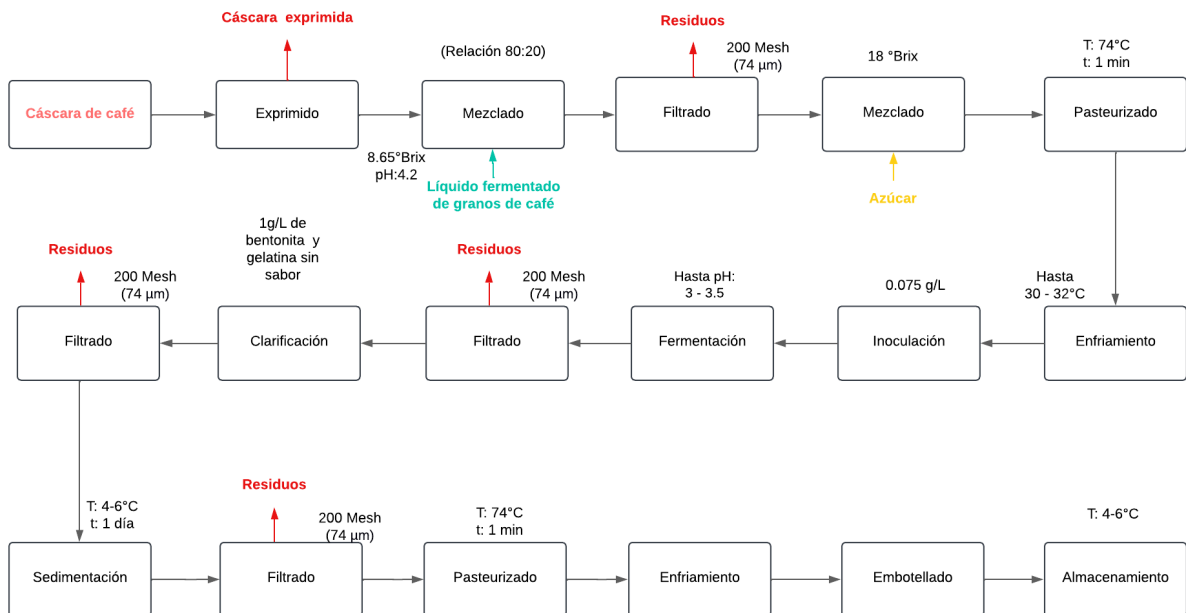 Cáscara exprimida
Residuos
(Relación 80:20)
200 Mesh
(74 µm)
18 °Brix
T: 74°C
t: 1 min
Cáscara de café
Exprimido
Mezclado
Filtrado
Mezclado
Pasteurizado
8.65°Brix
pH:4.2
Líquido fermentado
de granos de café
Azúcar
Residuos
200 Mesh
(74 µm)
1g/L de
bentonita y
gelatina sin
sabor
Residuos
200 Mesh
(74 µm)
Hasta pH:
3 - 3.5
0.075 g/L
Hasta
30 - 32°C
Filtrado
Clarificación
Filtrado
Fermentación
Inoculación
Enfriamiento
T: 4-6°C
t: 1 día
Residuos
200 Mesh
(74 µm)
T: 74°C
t: 1 min
T: 4-6°C
Sedimentación
Filtrado
Pasteurizado
Enfriamiento
Embotellado
Almacenamiento